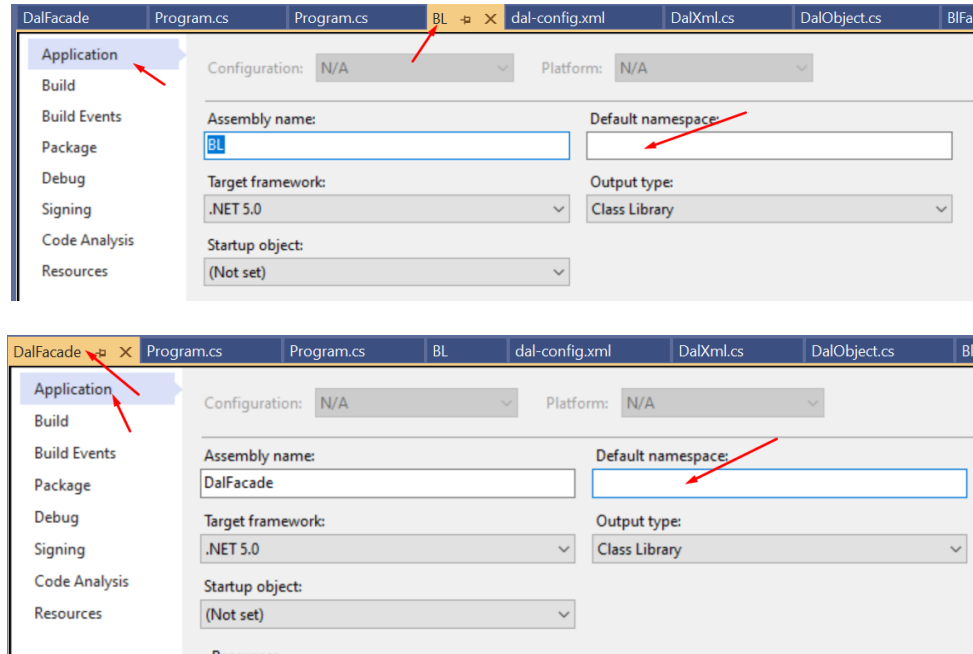 DalFacade Program.cs Program.cs BL dal-config.xml DalXml.cs DalObject.cs BlFa
Application
Configuration: N/A Platform: N/A
Build
Build Events
Assembly name: Default namespace:
Package
BL
Debug
Target framework: Output type:
Signing
.NET 5.0 Class Library
Code Analysis
Startup object:
Resources
(Not set)
DalFacade Program.cs Program.cs BL dal-config.xml DalXml.cs DalObject.cs Bl
Application
Configuration: N/A Platform: N/A
Build
Build Events
Assembly name: Default namespace:
Package
DalFacade
Debug
Target framework: Output type:
Signing
.NET 5.0 Class Library
Code Analysis
Startup object:
Resources
(Not set)